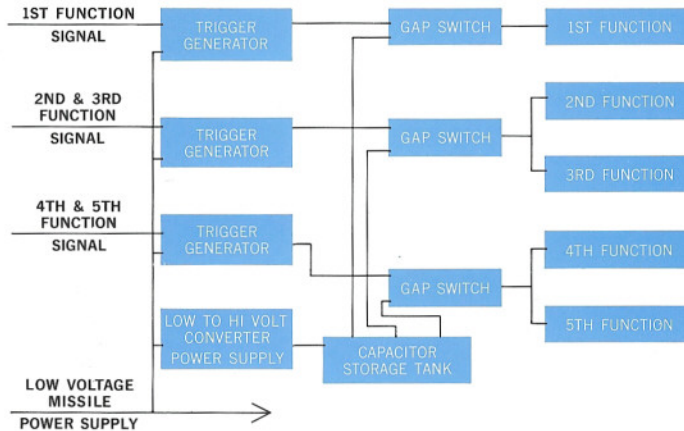 1ST FUNCTION
SIGNAL
TRIGGER
GENERATOR
GAP SWITCH
1ST FUNCTION
2ND & 3RD
FUNCTION
SIGNAL
TRIGGER
GENERATOR
GAP SWITCH
2ND FUNCTION
3RD FUNCTION
4TH & 5TH
FUNCTION
SIGNAL
TRIGGER
GENERATOR
GAP SWITCH
4TH FUNCTION
5TH FUNCTION
LOW TO HI VOLT
CONVERTER
POWER SUPPLY
CAPACITOR
STORAGE TANK
LOW VOLTAGE
MISSILE
POWER SUPPLY